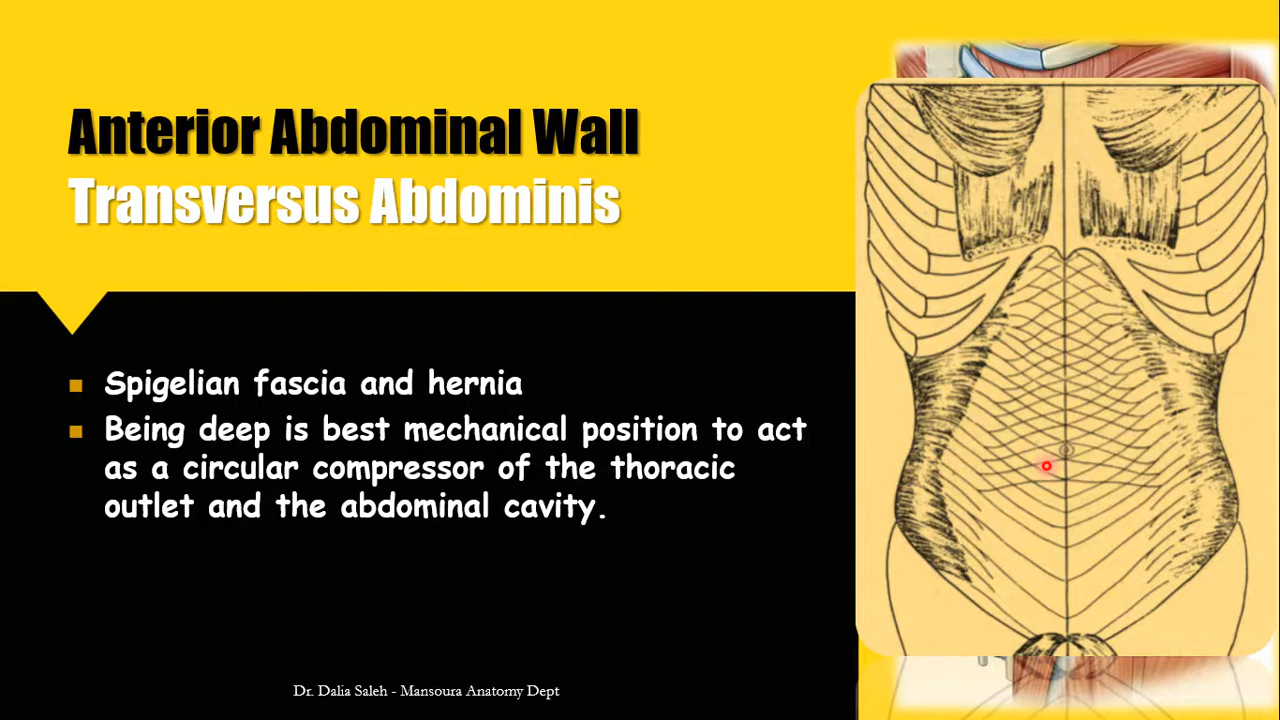 Anterior Abdominal Wall
Transversus Abdominis
Spigelian fascia and hernia
Being deep is best mechanical position to act
as a circular compressor of the thoracic
outlet and the abdominal cavity.
Dr. Dalia Saleh - Mansoura Anatomy Dept